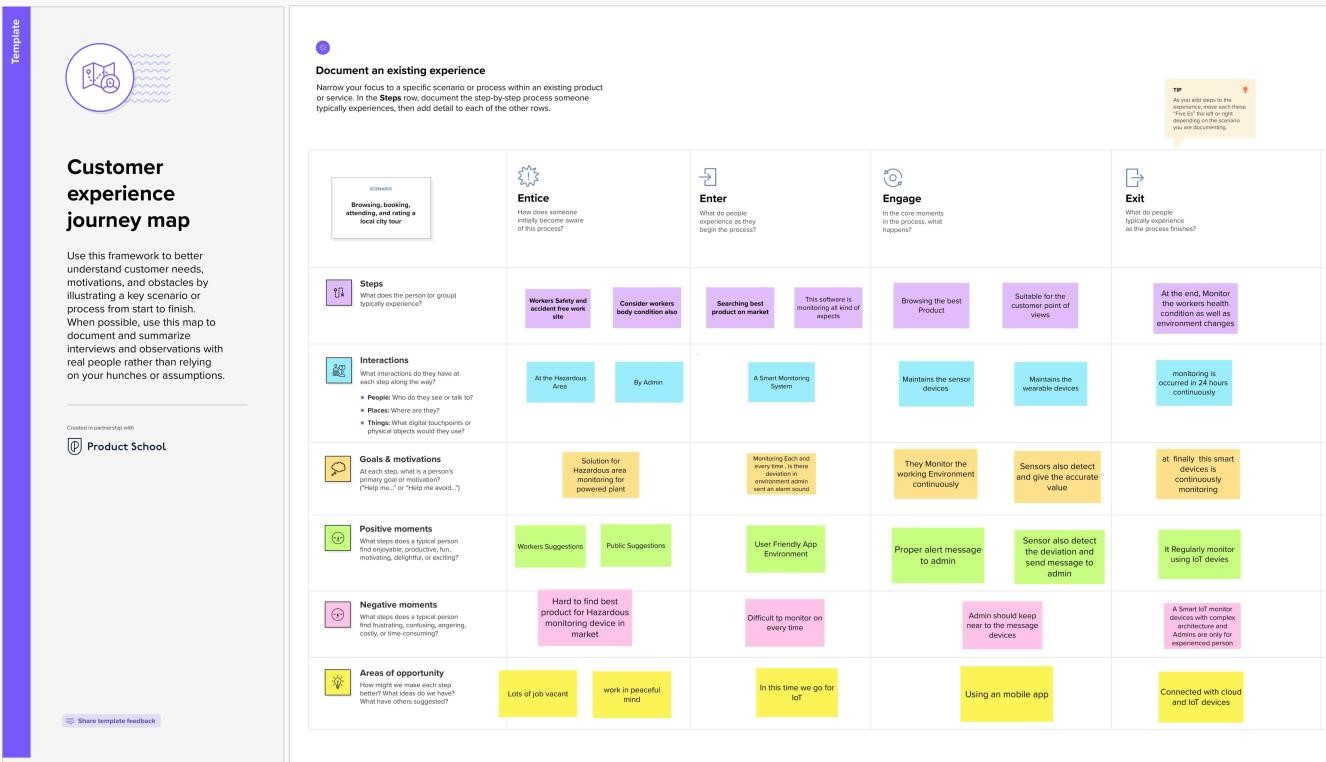 Template
Customer
experience
journey map
Use this framework to better
understand customer needs,
motivations, and obstacles by
illustrating a key scenario or
process from start to finish.
When possible, use this map to
document and summarize
interviews and observations with
real people rather than relying
on your hunches or assumptions.
Created in partnership with
Product School
Share template feedback
Document an existing experience
Narrow your focus to a specific scenario or process within an existing product
or service. In the Steps row, document the step-by-step process someone
typically experiences, then add detail to each of the other rows.
TIP
As you add steps to the
experience, move each these
"Five Es" the left or right
depending on the scenario
you are documenting.
SCENARIO
Browsing, booking,
attending, and rating a
local city tour
Entice
How does someone
initially become aware
of this process?
Enter
What do people
experience as they
begin the process?
Engage
In the core moments
in the process, what
happens?
Exit
What do people
typically experience
as the process finishes?
Steps
What does the person (or group)
typically experience?
Workers Safety and
accident free work
site
Consider workers
body condition also
Searching best
product on market
This software is
monitoring all kind of
aspects
Browsing the best
Product
Suitable for the
customer point of
views
At the end, Monitor
the workers health
condition as well as
environment changes
Interactions
What interactions do they have at
each step along the way?
People: Who do they see or talk to?
Places: Where are they?
Things: What digital touchpoints or
physical objects would they use?
At the Hazardous
Area
By Admin
A Smart Monitoring
System
Maintains the sensor
devices
Maintains the
wearable devices
monitoring is
occurred in 24 hours
continuously
Goals & motivations
At each step, what is a person's
primary goal or motivation?
("Help me..." or "Help me avoid...")
Solution for
Hazardous area
monitoring for
powered plant
Monitoring Each and
every time , is there
deviation in
environment admin
sent an alarm sound
They Monitor the
working Environment
continuously
Sensors also detect
and give the accurate
value
at finally this smart
devices is
continuously
monitoring
Positive moments
What steps does a typical person
find enjoyable, productive, fun,
motivating, delightful, or exciting?
Workers Suggestions
Public Suggestions
User Friendly App
Environment
Proper alert message
to admin
Sensor also detect
the deviation and
send message to
admin
It Regularly monitor
using IoT devies
Negative moments
What steps does a typical person
find frustrating, confusing, angering,
costly, or time-consuming?
Hard to find best
product for Hazardous
monitoring device in
market
Difficult tp monitor on
every time
Admin should keep
near to the message
devices
A Smart IoT monitor
devices with complex
architecture and
Admins are only for
experienced person
Areas of opportunity
How might we make each step
better? What ideas do we have?
What have others suggested?
Lots of job vacant
work in peaceful
mind
In this time we go for
IoT
Using an mobile app
Connected with cloud
and IoT devices